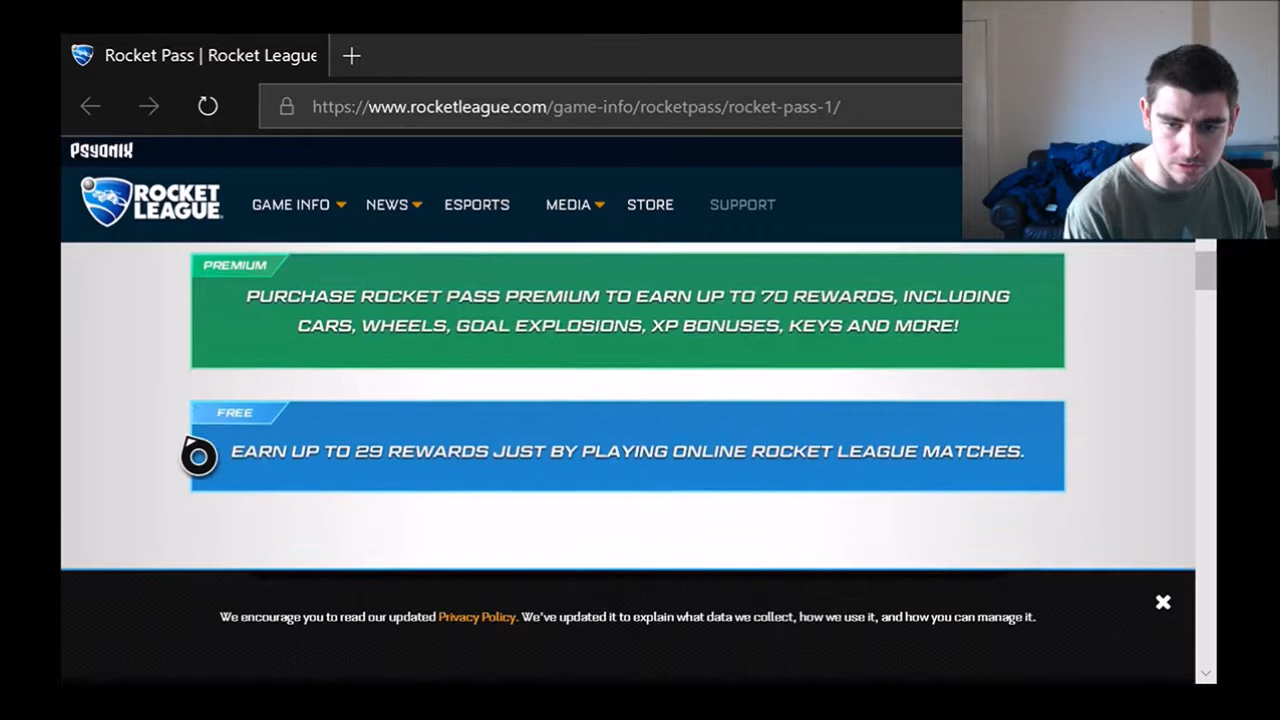 Rocket Pass | Rocket League
https://www.rocketleague.com/game-info/rocketpass/rocket-pass-1/
PSYONIX
ROCKET
LEAGUE
GAME INFO NEWS ESPORTS MEDIA STORE SUPPORT
PREMIUM
PURCHASE ROCKET PASS PREMIUM TO EARN UP TO 70 REWARDS, INCLUDING
CARS, WHEELS, GOAL EXPLOSIONS, XP BONUSES, KEYS AND MORE!
FREE
EARN UP TO 29 REWARDS JUST BY PLAYING ONLINE ROCKET LEAGUE MATCHES.
We encourage you to read our updated Privacy Policy. We've updated it to explain what data we collect, how we use it, and how you can manage it.